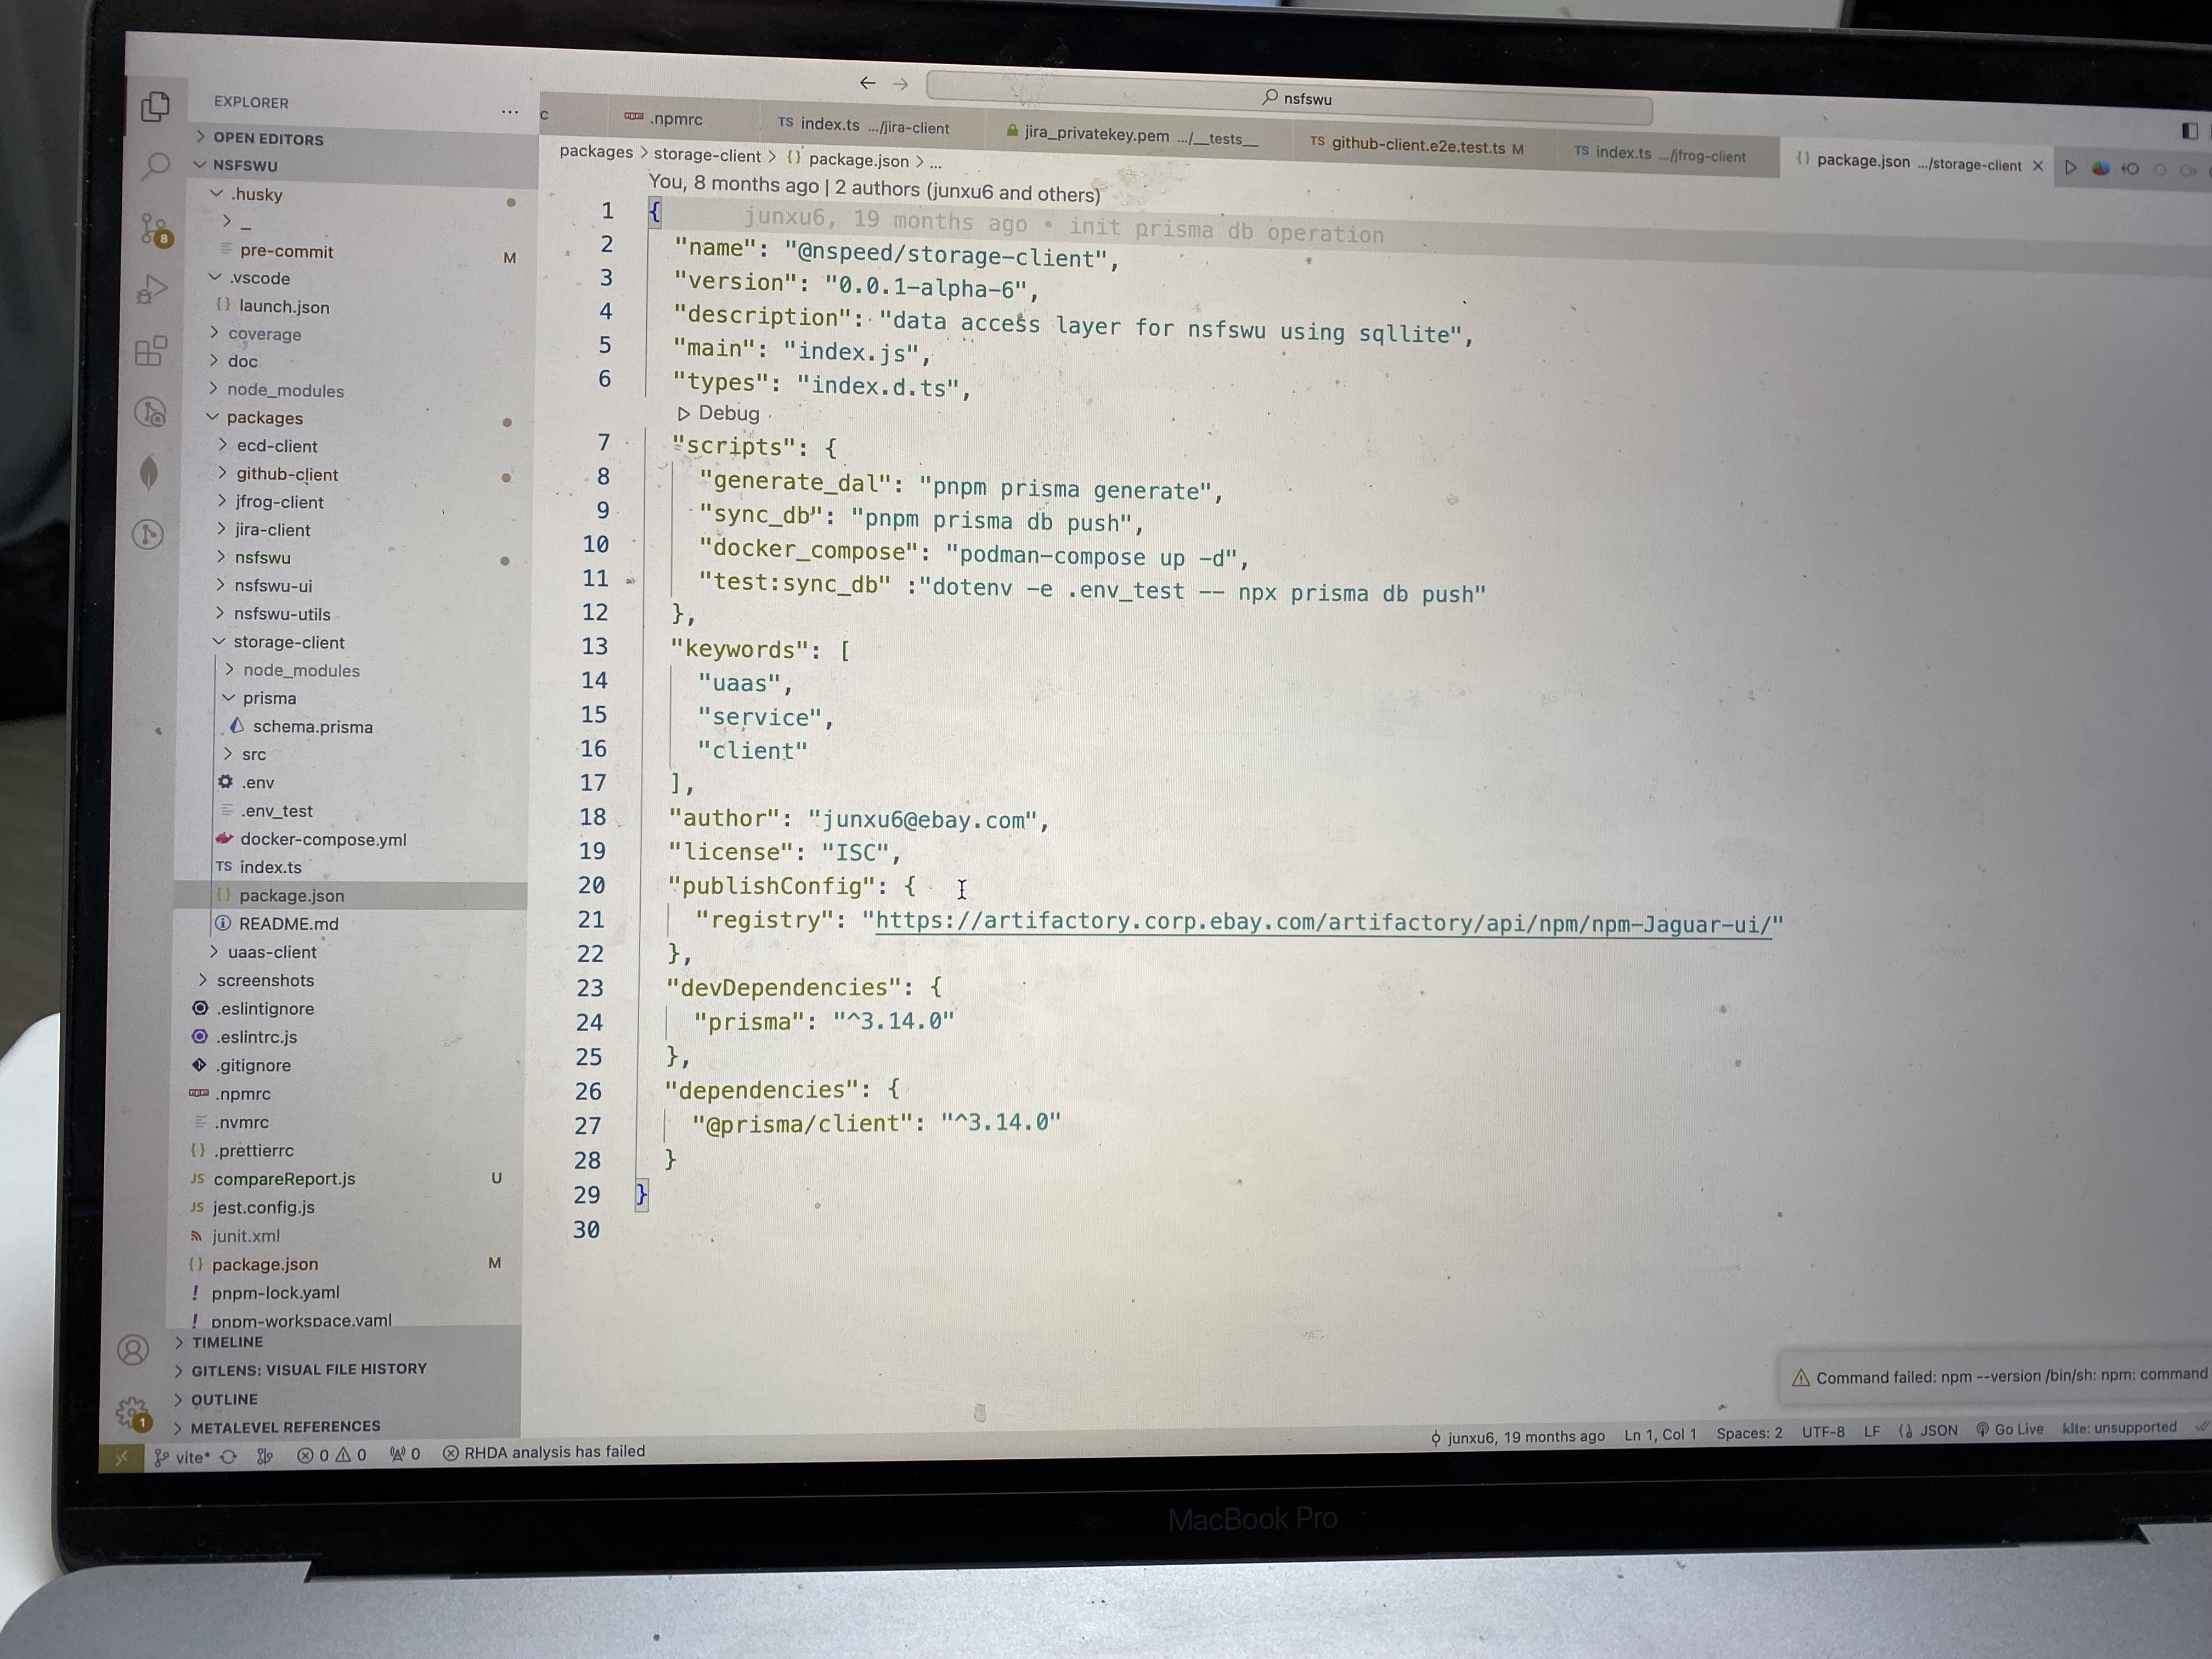 nsfswu
EXPLORER
OPEN EDITORS
NSFSWU
.husky
_
pre-commit M
.vscode
launch.json
coverage
doc
node_modules
packages
ecd-client
github-client
jfrog-client
jira-client
nsfswu
nsfswu-ui
nsfswu-utils
storage-client
node_modules
prisma
schema.prisma
src
.env
.env_test
docker-compose.yml
TS index.ts
{} package.json
README.md
uaas-client
screenshots
.eslintignore
.eslintrc.js
.gitignore
.npmrc
.nvmrc
{} .prettierrc
JS compareReport.js U
JS jest.config.js
junit.xml
{} package.json M
! pnpm-lock.yaml
! pnpm-workspace.yaml
TIMELINE
GITLENS: VISUAL FILE HISTORY
OUTLINE
METALEVEL REFERENCES
8
1
c .npmrc TS index.ts .../jira-client jira_privatekey.pem .../__tests__ TS github-client.e2e.test.ts M TS index.ts .../jfrog-client {} package.json .../storage-client
packages > storage-client > {} package.json > ...
You, 8 months ago | 2 authors (junxu6 and others)
1 { junxu6, 19 months ago • init prisma db operation
2 "name": "@nspeed/storage-client",
3 "version": "0.0.1-alpha-6",
4 "description": "data access layer for nsfswu using sqllite",
5 "main": "index.js",
6 "types": "index.d.ts",
Debug
7 "scripts": {
8 "generate_dal": "pnpm prisma generate",
9 "sync_db": "pnpm prisma db push",
10 "docker_compose": "podman-compose up -d",
11 "test:sync_db" :"dotenv -e .env_test -- npx prisma db push"
12 },
13 "keywords": [
14 "uaas",
15 "service",
16 "client"
17 ],
18 "author": "junxu6@ebay.com",
19 "license": "ISC",
20 "publishConfig": {
21 "registry": "https://artifactory.corp.ebay.com/artifactory/api/npm/npm-Jaguar-ui/"
22 },
23 "devDependencies": {
24 "prisma": "^3.14.0"
25 },
26 "dependencies": {
27 "@prisma/client": "^3.14.0"
28 }
29 }
30
Command failed: npm --version /bin/sh: npm: command
vite* 0 0 0 RHDA analysis has failed
junxu6, 19 months ago Ln 1, Col 1 Spaces: 2 UTF-8 LF {} JSON Go Live kite: unsupported
MacBook Pro